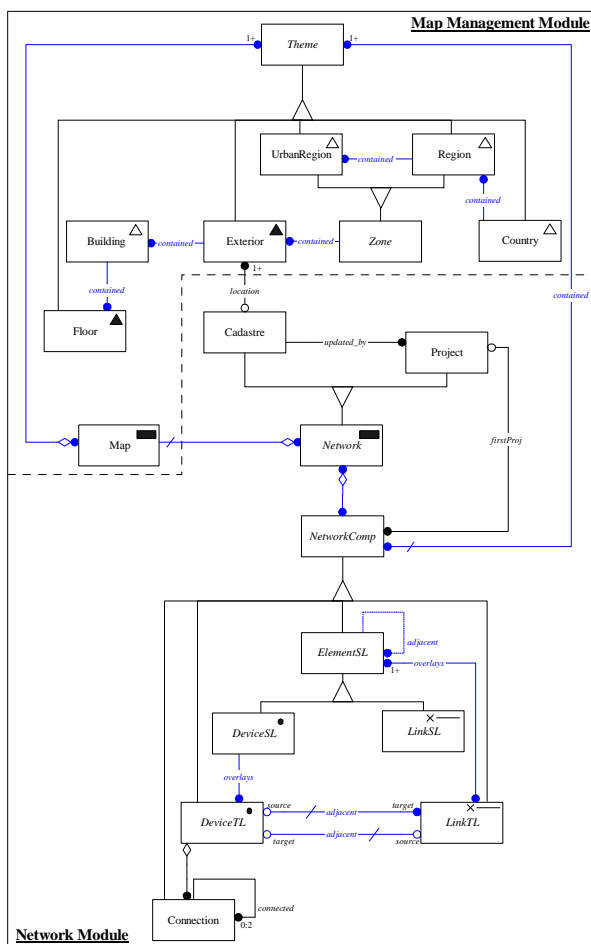 Map Management Module
1+
Theme
1+
UrbanRegion
contained
Region
contained
Building
contained
Exterior
contained
Zone
Country
contained
1+
location
contained
Floor
Cadastre
updated_by
Project
Map
Network
firstProj
NetworkComp
ElementSL
adjacent
overlays
1+
DeviceSL
LinkSL
overlays
source
target
DeviceTL
adjacent
LinkTL
adjacent
target
source
Connection
connected
0:2
Network Module